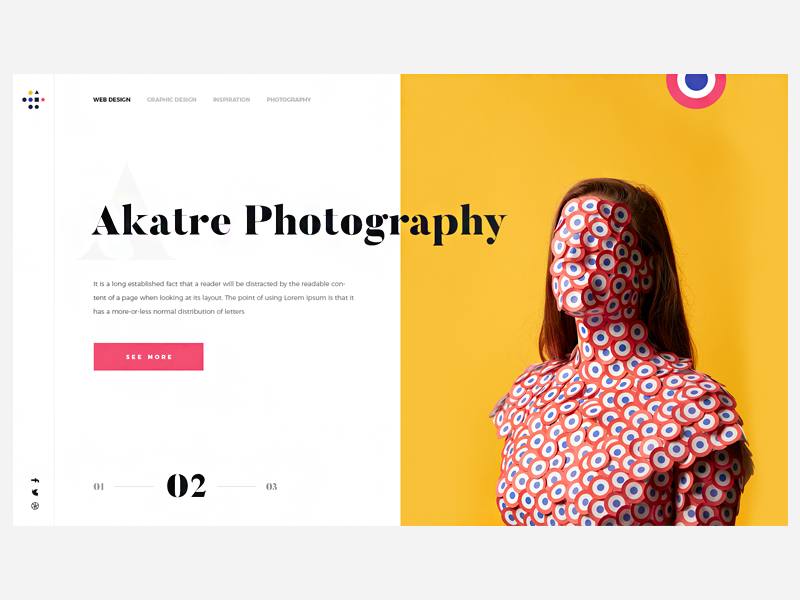 WEB DESIGN GRAPHIC DESIGN INSPIRATION PHOTOGRAPHY
A
Akatre Photography
It is a long established fact that a reader will be distracted by the readable con-
tent of a page when looking at its layout. The point of using Lorem Ipsum is that it
has a more-or-less normal distribution of letters
SEE MORE
01 02 03